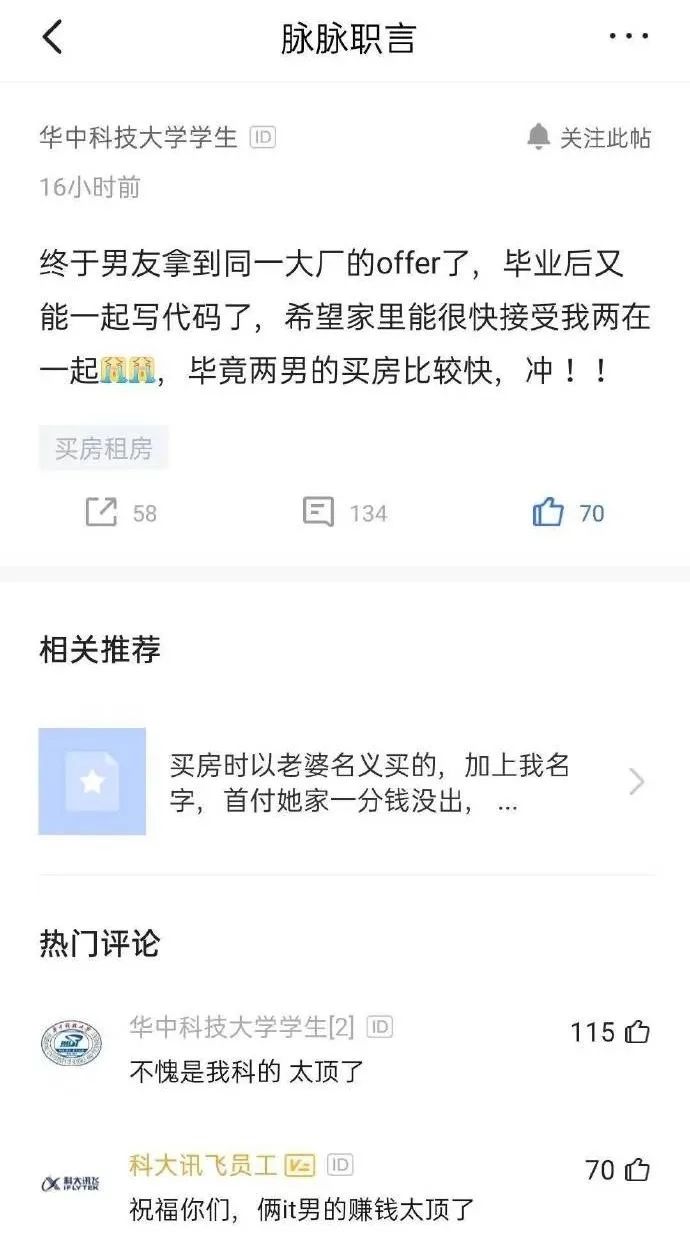 脉脉职言
华中科技大学学生 ID
关注此帖
16小时前
终于男友拿到同一大厂的offer了，毕业后又
能一起写代码了，希望家里能很快接受我两在
一起😭😭，毕竟两男的买房比较快，冲！！
买房租房
58
134
70
相关推荐
买房时以老婆名义买的，加上我名
字，首付她家一分钱没出， ...
热门评论
华中科技大学学生[2] ID
115
不愧是我科的 太顶了
科大讯飞员工 V ID
70
科大讯飞
IFLYTEK
祝福你们，俩it男的赚钱太顶了